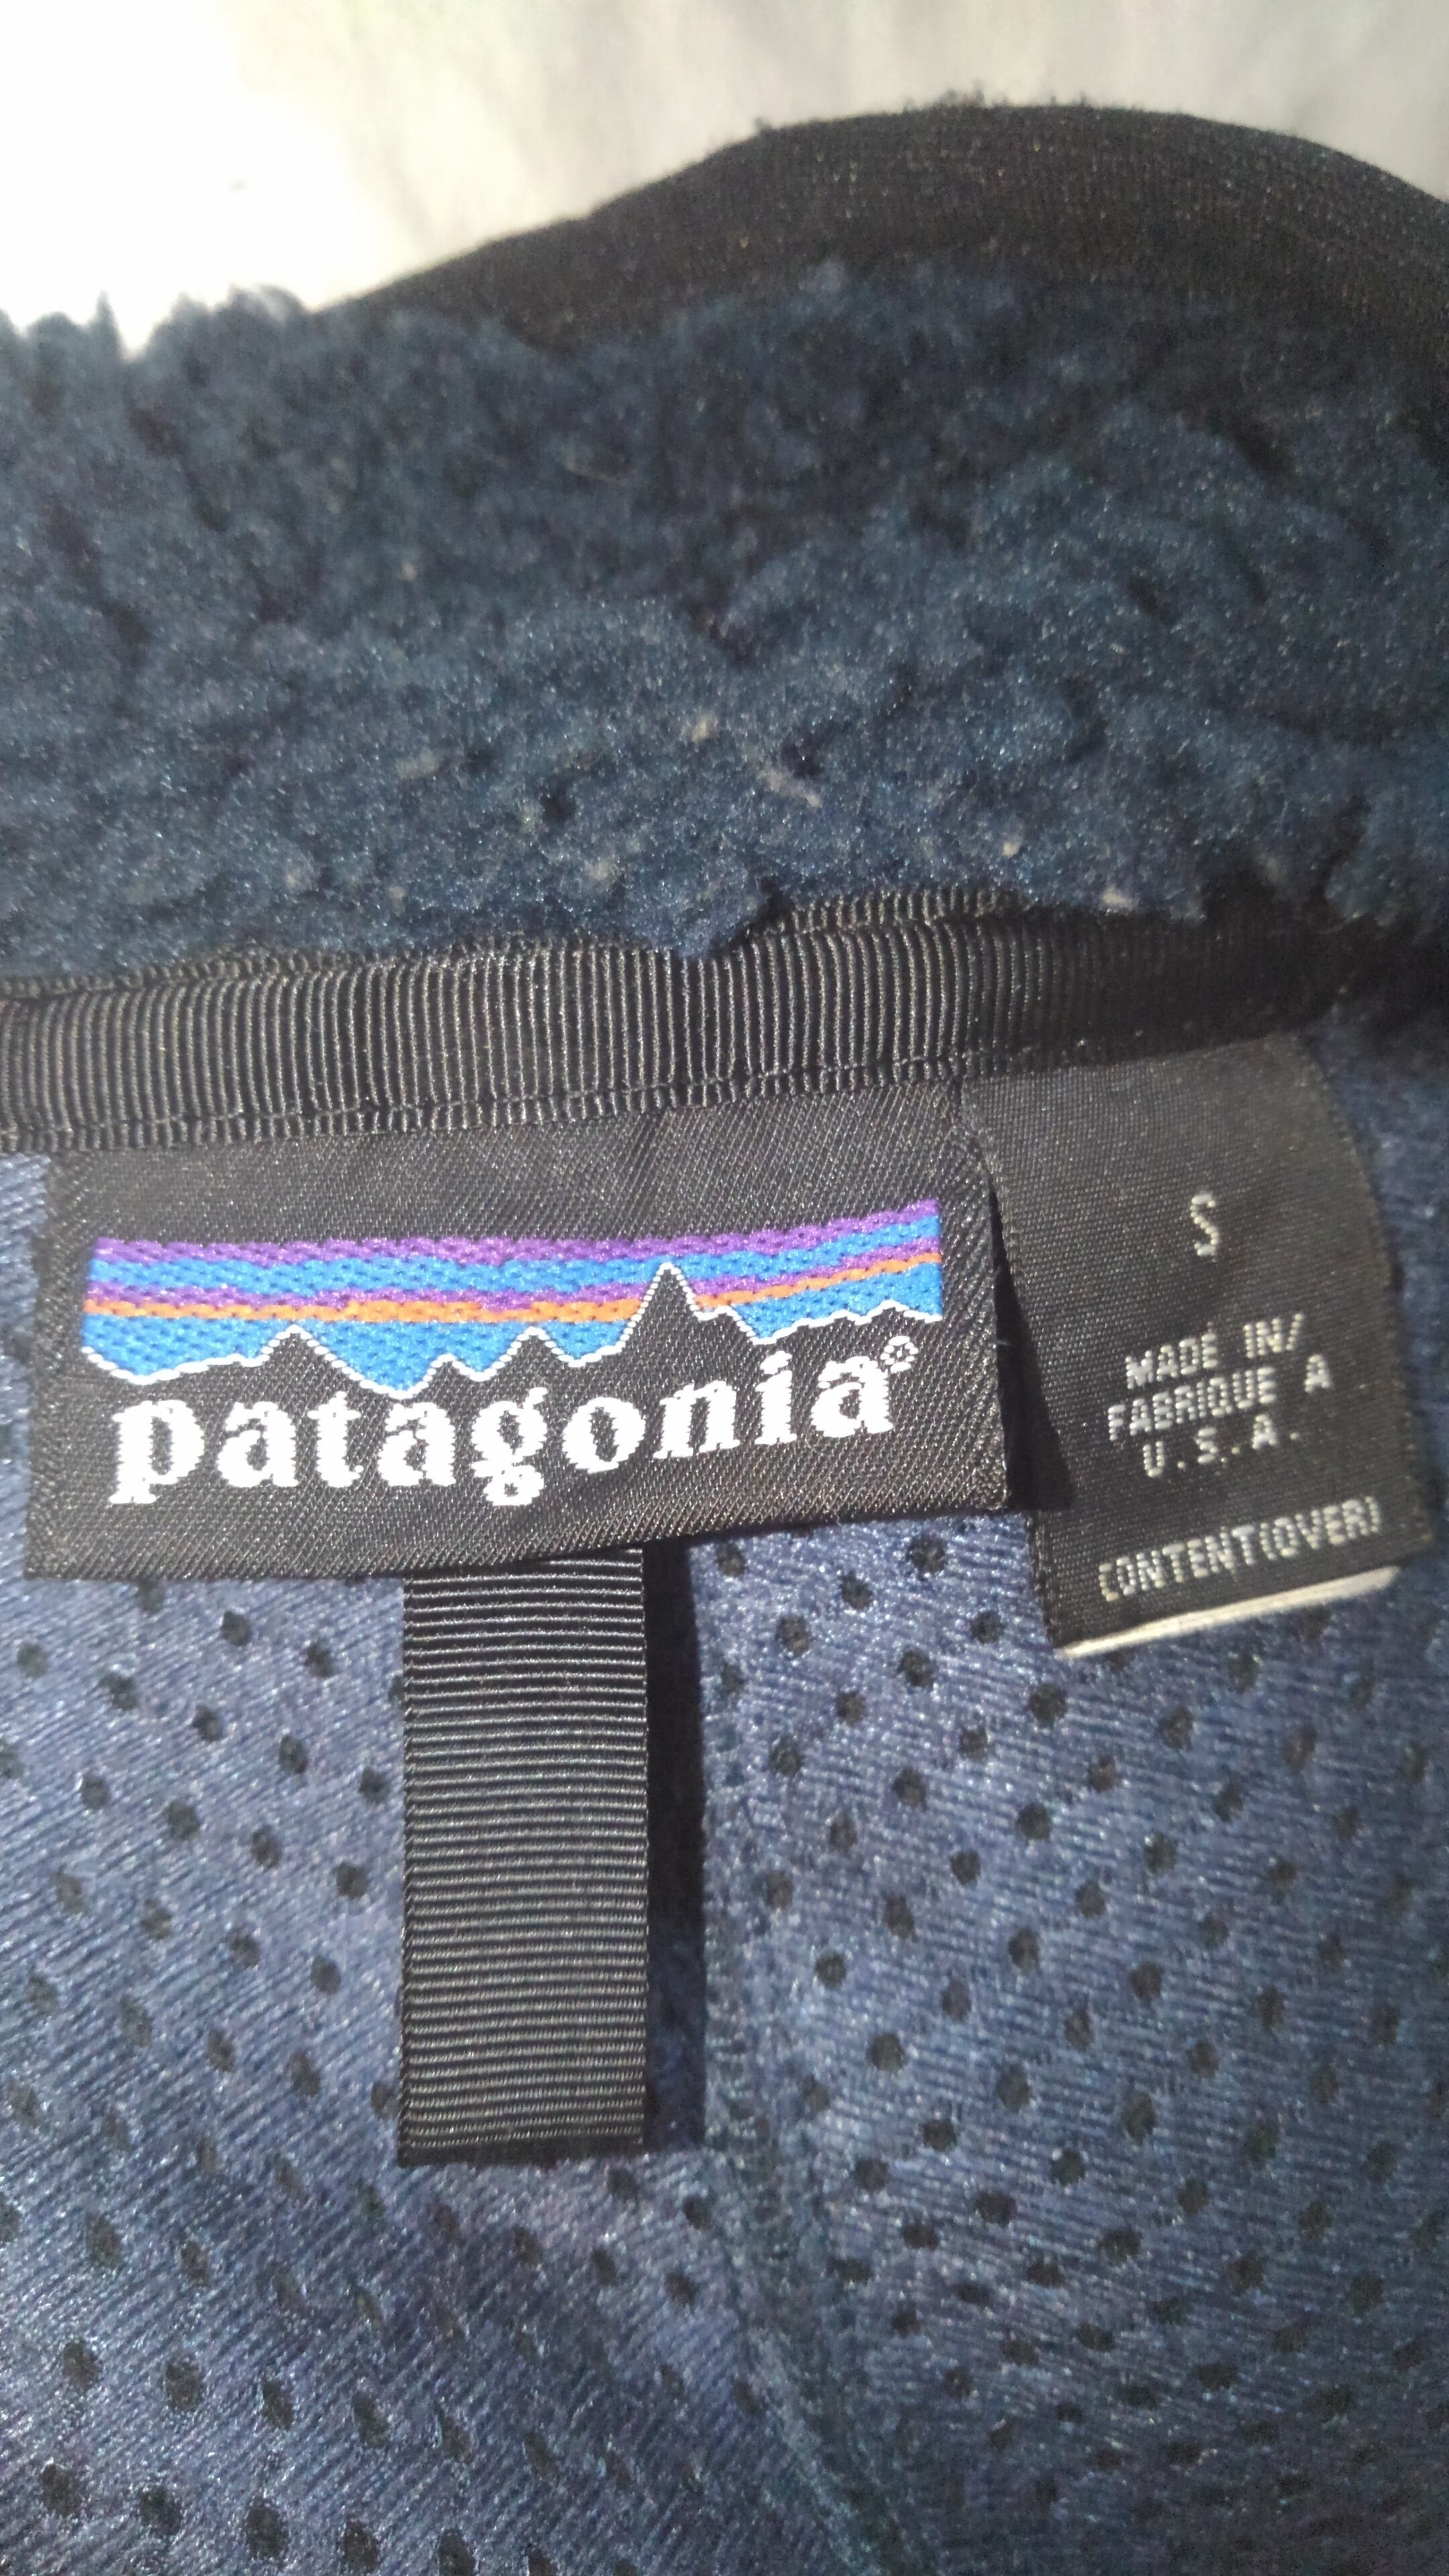 patagonia®
S
MADE IN/
FABRIQUE A
U.S.A.
CONTENT(OVER)